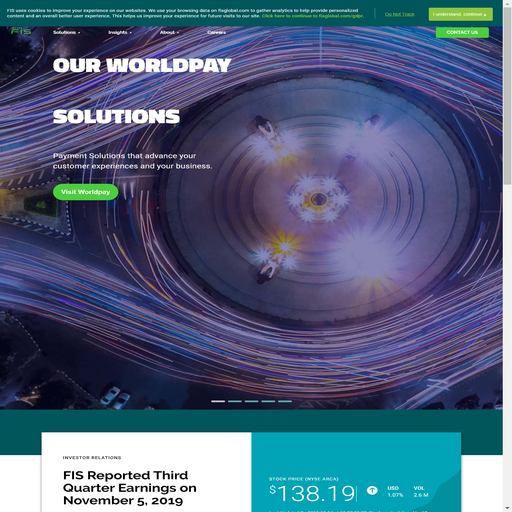 FIS uses cookies to improve your experience on our websites. We use your browsing data on fisglobal.com to gather analytics to help provide personalized
content and an overall better user experience. This helps us improve your experience for future visits to our site. Click here to continue to fisglobal.com/gdpr.
Do Not Track
I understand, continue
FIS
Solutions
Insights
About
Careers
CONTACT US
OUR WORLDPAY
SOLUTIONS
Payment Solutions that advance your
customer experiences and your business.
Visit Worldpay
INVESTOR RELATIONS
FIS Reported Third
Quarter Earnings on
November 5, 2019
STOCK PRICE (NYSE ARCA)
$138.19
USD
1.07%
VOL
2.6 M